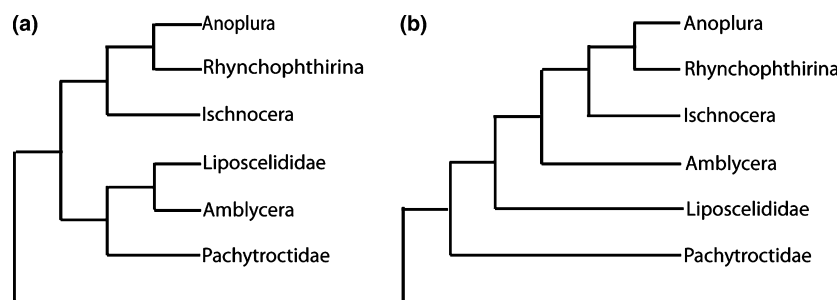 (a)
Anoplura
Rhynchophthirina
Ischnocera
Liposcelididae
Amblycera
Pachytroctidae
(b)
Anoplura
Rhynchophthirina
Ischnocera
Amblycera
Liposcelididae
Pachytroctidae